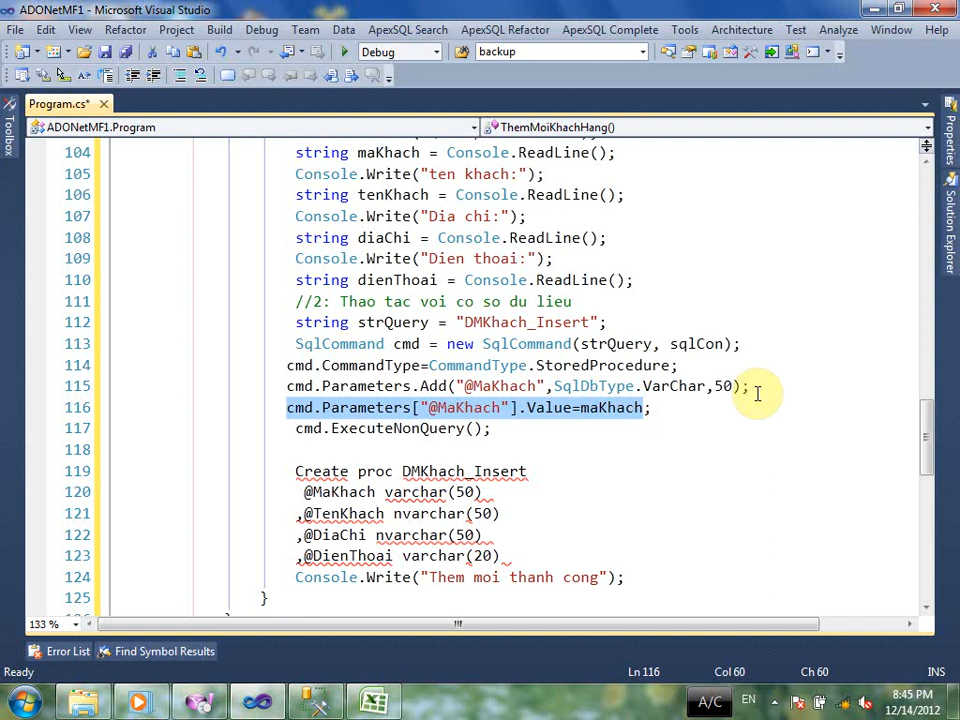 ADONetMF1 - Microsoft Visual Studio
File Edit View Refactor Project Build Debug Team Data ApexSQL Search ApexSQL Refactor ApexSQL Complete Tools Architecture Test Analyze Window Help
Debug backup
Program.cs*
ADONetMF1.Program ThemMoiKhachHang()
Toolbox
Properties
Solution Explorer
104 string maKhach = Console.ReadLine();
105 Console.Write("ten khach:");
106 string tenKhach = Console.ReadLine();
107 Console.Write("Dia chi:");
108 string diaChi = Console.ReadLine();
109 Console.Write("Dien thoai:");
110 string dienThoai = Console.ReadLine();
111 //2: Thao tac voi co so du lieu
112 string strQuery = "DMKhach_Insert";
113 SqlCommand cmd = new SqlCommand(strQuery, sqlCon);
114 cmd.CommandType=CommandType.StoredProcedure;
115 cmd.Parameters.Add("@MaKhach",SqlDbType.VarChar,50);
116 cmd.Parameters["@MaKhach"].Value=maKhach;
117 cmd.ExecuteNonQuery();
118
119 Create proc DMKhach_Insert
120 @MaKhach varchar(50)
121 ,@TenKhach nvarchar(50)
122 ,@DiaChi nvarchar(50)
123 ,@DienThoai varchar(20)
124 Console.Write("Them moi thanh cong");
125 }
133 %
Error List Find Symbol Results
Ready Ln 116 Col 60 Ch 60 INS
A/C EN 8:45 PM
12/14/2012